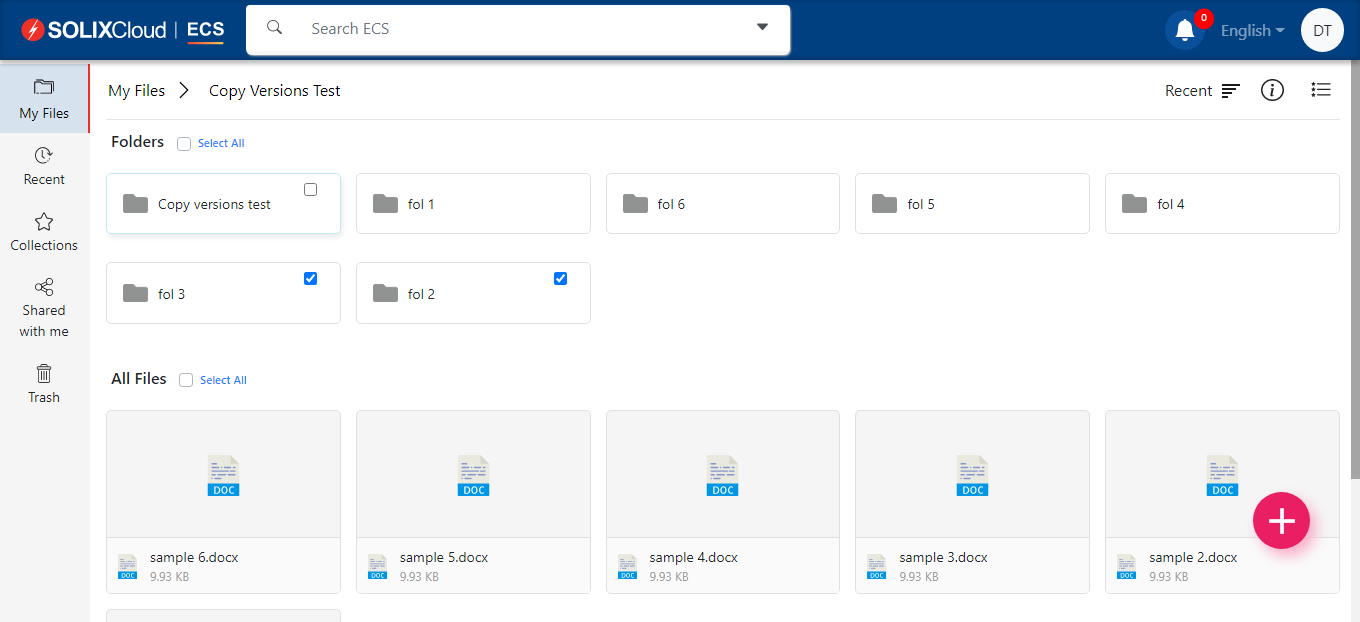 SOLIXCloud | ECS
Search ECS
0
English
DT
My Files
Recent
Collections
Shared
with me
Trash
My Files
Copy Versions Test
Recent
Folders
Select All
Copy versions test
fol 1
fol 6
fol 5
fol 4
fol 3
fol 2
All Files
Select All
DOC
DOC
DOC
DOC
DOC
DOC
sample 6.docx
9.93 KB
DOC
sample 5.docx
9.93 KB
DOC
sample 4.docx
9.93 KB
DOC
sample 3.docx
9.93 KB
DOC
sample 2.docx
9.93 KB